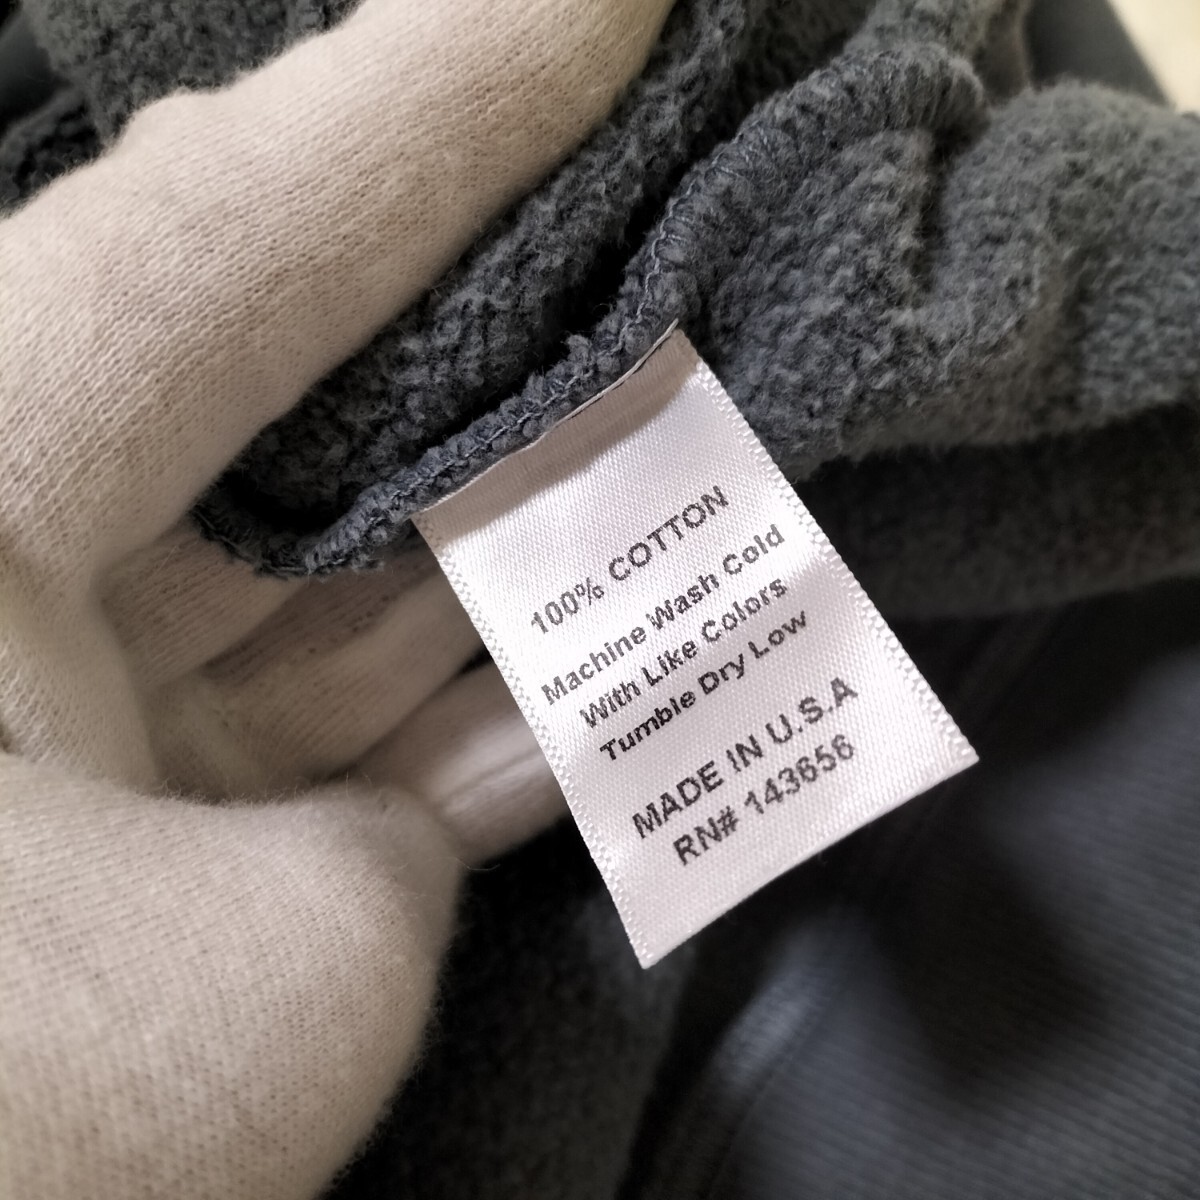 100% COTTON
Machine Wash Cold
With Like Colors
Tumble Dry Low
MADE IN U.S.A
RN# 143656